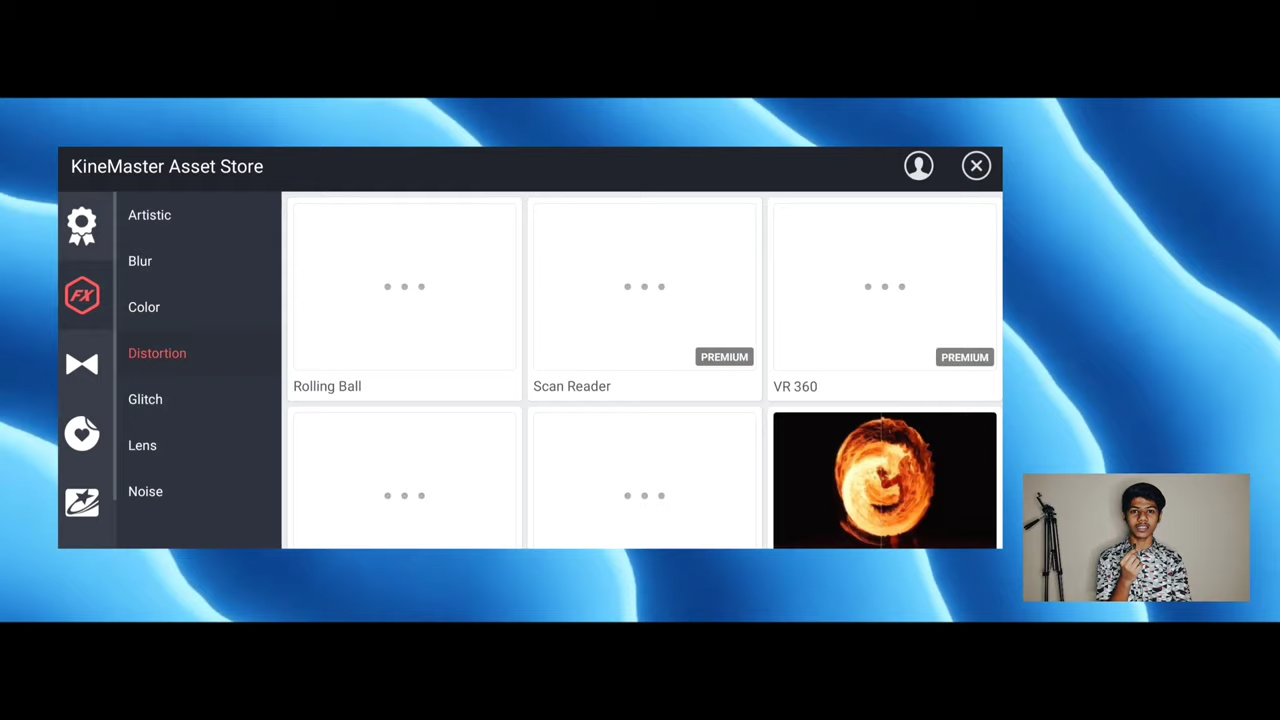 KineMaster Asset Store
Artistic
Blur
Color
Distortion
Glitch
Lens
Noise
FX
PREMIUM
PREMIUM
Rolling Ball
Scan Reader
VR 360